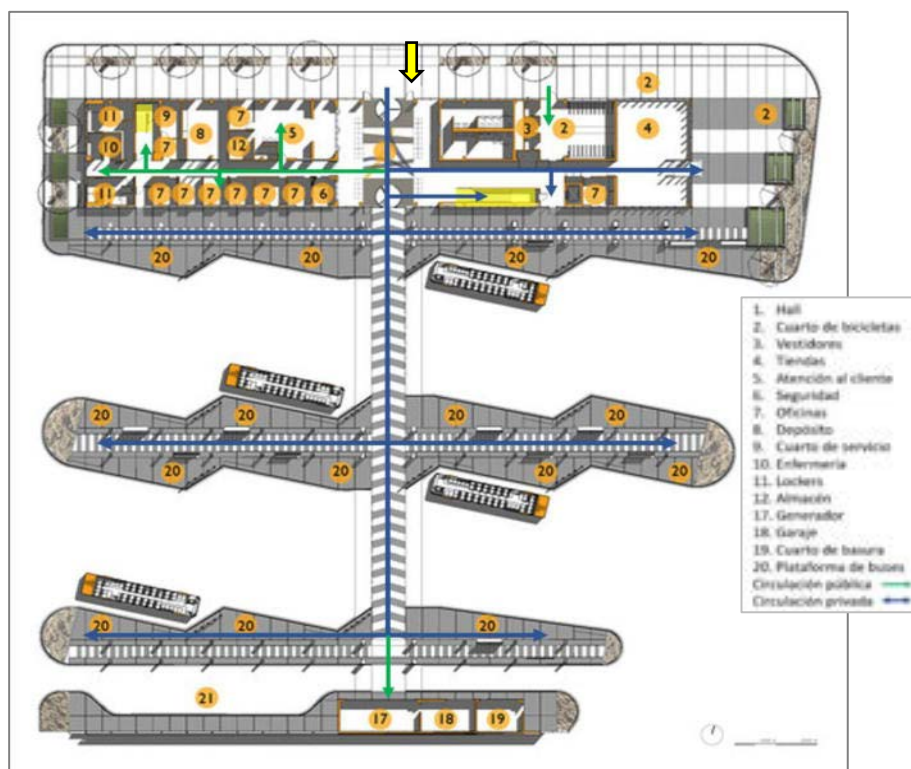 2
11
9
7
2
8
5
3
2
4
10
7
12
11
7
7
7
7
7
7
6
7
20
20
20
20
1. Hall
2. Cuarto de bicicletas
3. Vestidores
4. Tiendas
5. Atención al cliente
6. Seguridad
7. Oficinas
8. Depósito
9. Cuarto de servicio
10. Enfermería
11. Lockers
12. Almacén
17. Generador
18. Garaje
19. Cuarto de basura
20. Plataforma de buses
Circulación pública
Circulación privada
20
20
20
20
20
20
20
20
20
20
20
21
17
18
19